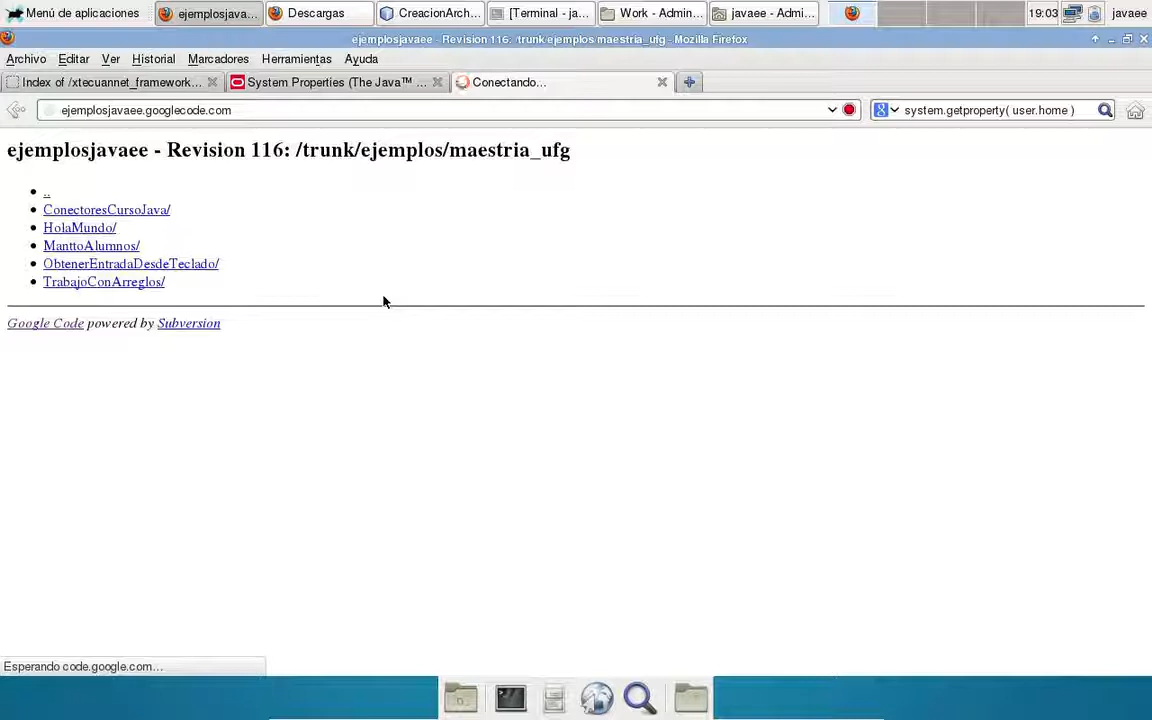 Menú de aplicaciones ejemplosjava... Descargas CreacionArch... [Terminal - ja... Work - Admin... javaee - Admi... 19:03 javaee
ejemplosjavaee - Revision 116: /trunk/ejemplos/maestria_ufg - Mozilla Firefox
Archivo Editar Ver Historial Marcadores Herramientas Ayuda
Index of /xtecuannet_framework... System Properties (The Java™ ... Conectando...
ejemplosjavaee.googlecode.com system.getproperty( user.home )
ejemplosjavaee - Revision 116: /trunk/ejemplos/maestria_ufg
..
ConectoresCursoJava/
HolaMundo/
ManttoAlumnos/
ObtenerEntradaDesdeTeclado/
TrabajoConArreglos/
Google Code powered by Subversion
Esperando code.google.com...